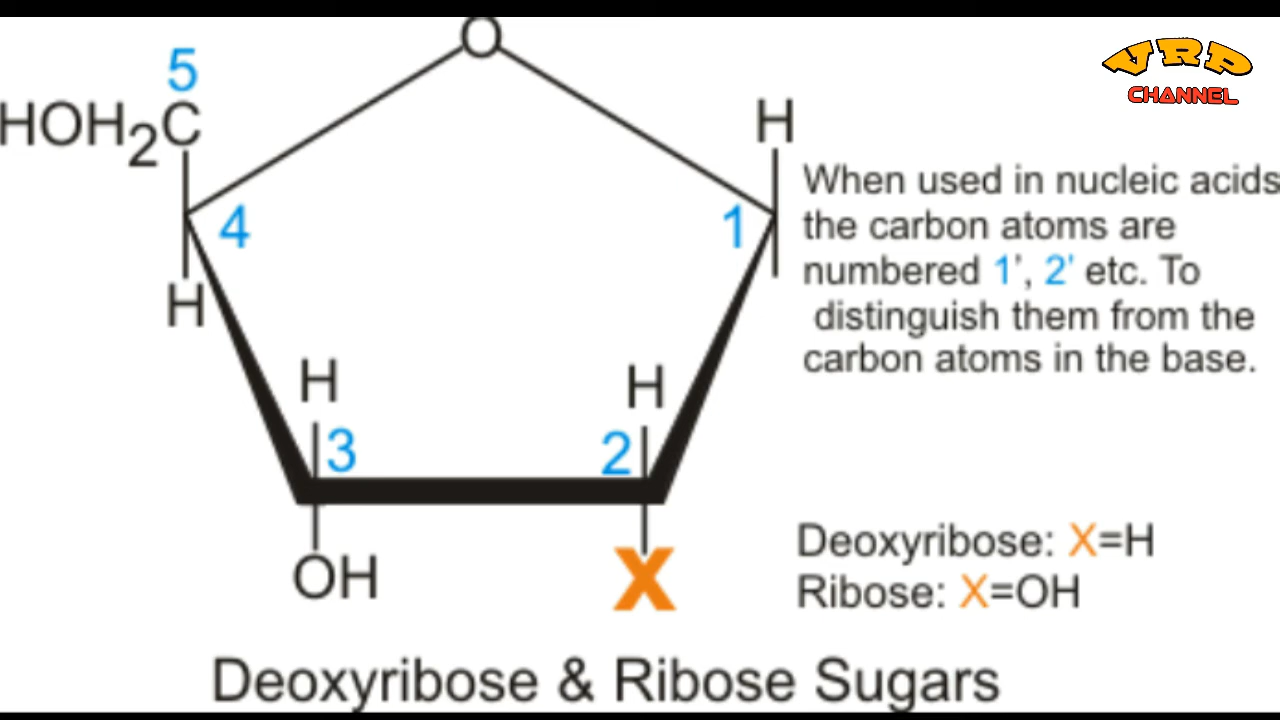 O
5
HOH2C
H
4
1
H
H
H
3
2
OH
X
When used in nucleic acids
the carbon atoms are
numbered 1', 2' etc. To
distinguish them from the
carbon atoms in the base.
Deoxyribose: X=H
Ribose: X=OH
Deoxyribose & Ribose Sugars
VRP
CHANNEL